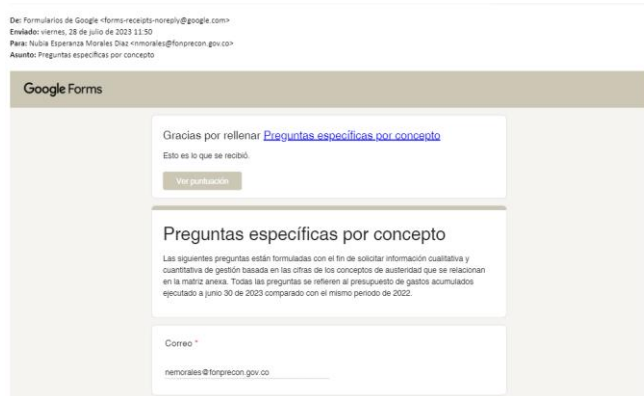 De: Formularios de Google <forms-receipts-noreply@google.com>
Enviado: viernes, 28 de julio de 2023 11:50
Para: Nubia Esperanza Morales Diaz <nmorales@fonprecon.gov.co>
Asunto: Preguntas específicas por concepto
Google Forms
Gracias por rellenar Preguntas específicas por concepto
Esto es lo que se recibió.
Ver puntuación
Preguntas específicas por concepto
Las siguientes preguntas están formuladas con el fin de solicitar información cualitativa y
cuantitativa de gestión basada en las cifras de los conceptos de austeridad que se relacionan
en la matriz anexa. Todas las preguntas se refieren al presupuesto de gastos acumulados
ejecutado a junio 30 de 2023 comparado con el mismo periodo de 2022.
Correo *
nemorales@fonprecon.gov.co